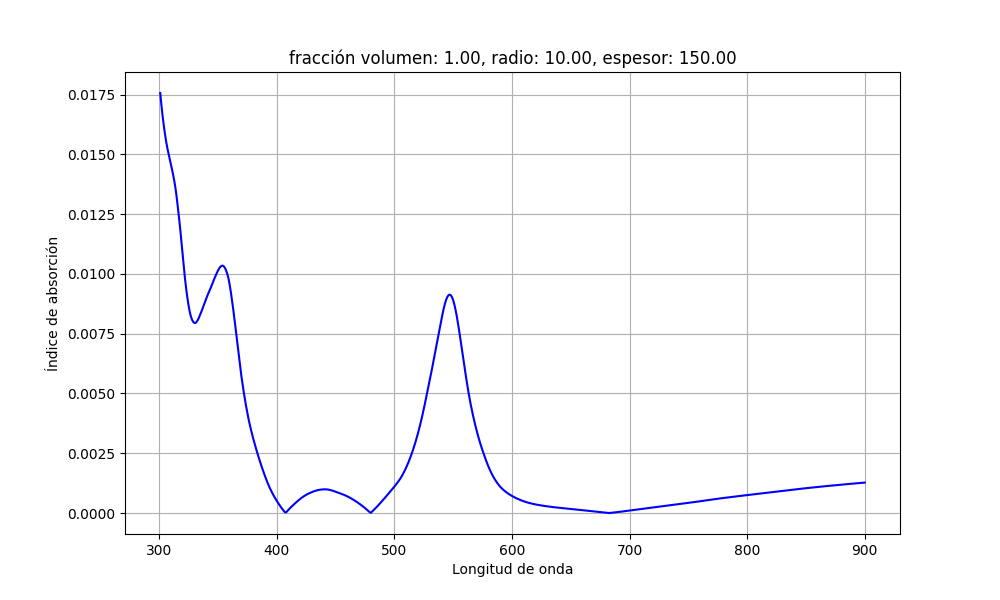 fracción volumen: 1.00, radio: 10.00, espesor: 150.00
Índice de absorción
0.0175
0.0150
0.0125
0.0100
0.0075
0.0050
0.0025
0.0000
300 400 500 600 700 800 900
Longitud de onda